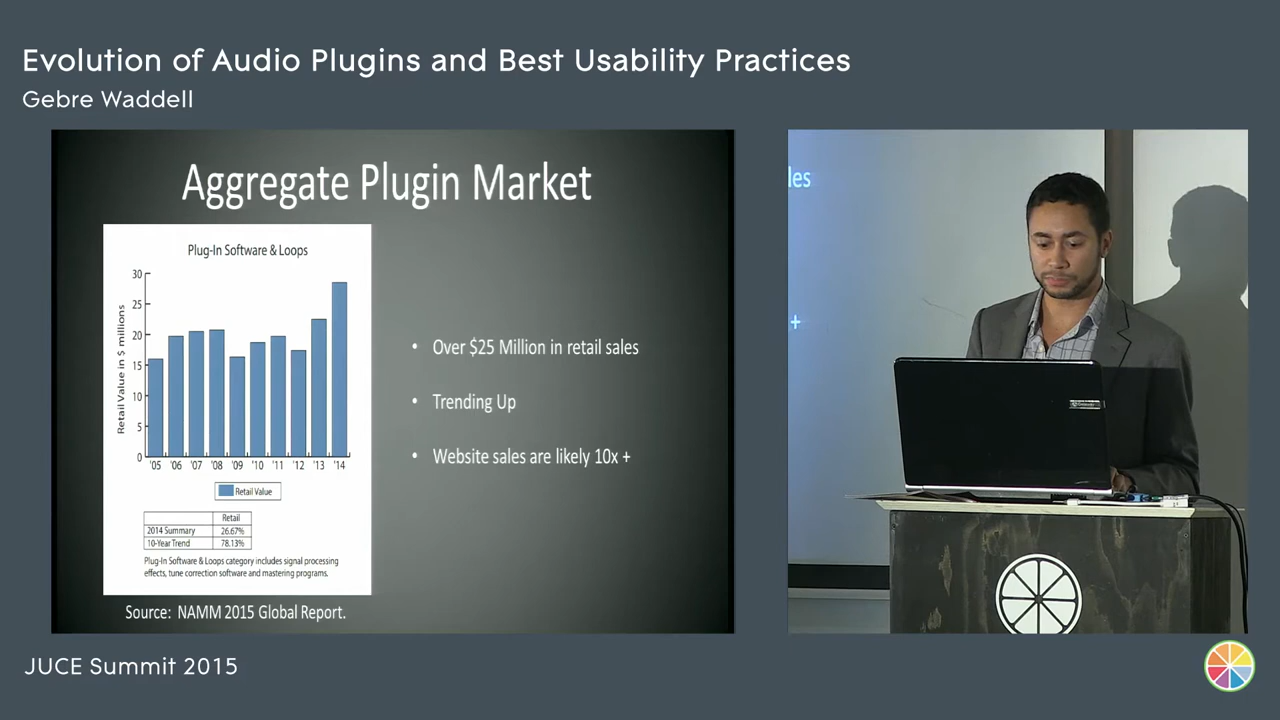 Evolution of Audio Plugins and Best Usability Practices
Gebre Waddell
Aggregate Plugin Market
Plug-In Software & Loops
Retail Value in $ millions
30
25
20
15
10
5
0
'05 '06 '07 '08 '09 '10 '11 '12 '13 '14
Retail Value
Retail
2014 Summary 26.67%
10-Year Trend 78.13%
Plug-In Software & Loops category includes signal processing
effects, tune correction software and mastering programs.
Source: NAMM 2015 Global Report.
• Over $25 Million in retail sales
• Trending Up
• Website sales are likely 10x +
les
+
JUCE Summit 2015